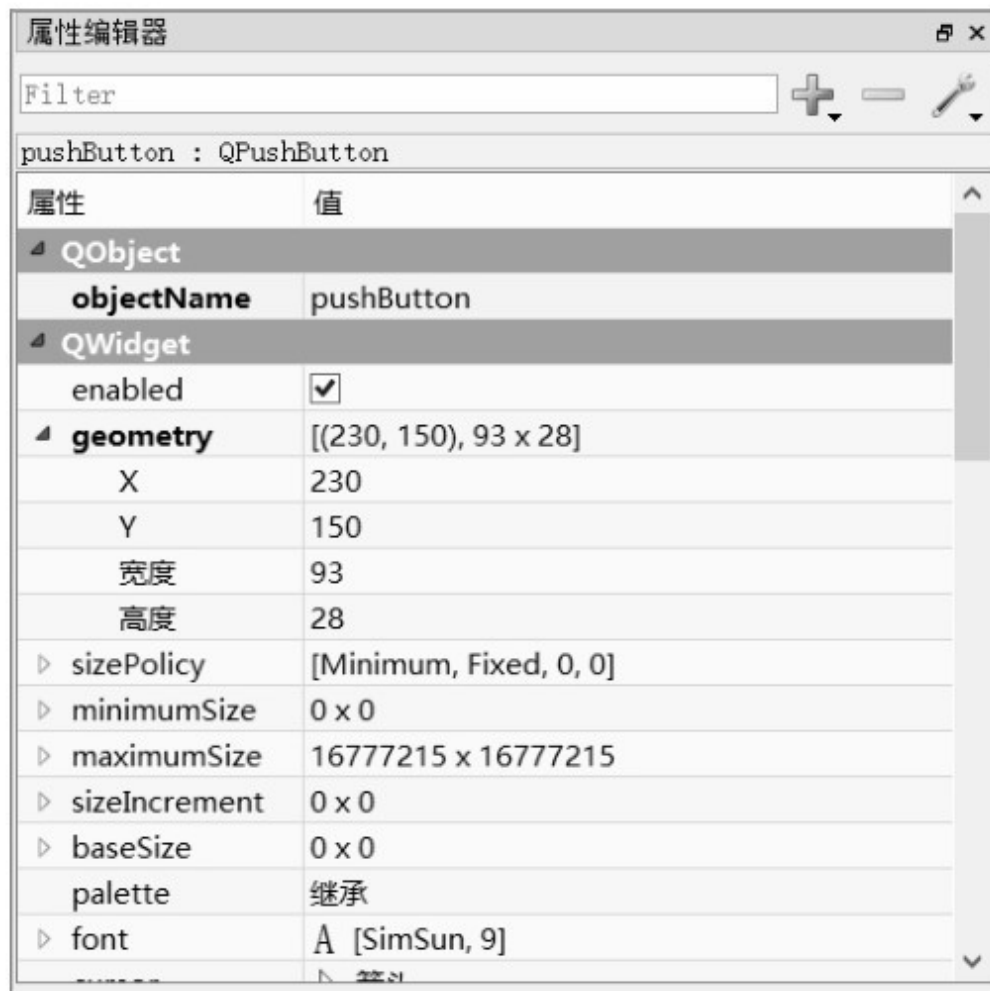 属性编辑器
Filter
pushButton : QPushButton
属性 值
QObject
objectName pushButton
QWidget
enabled
geometry [(230, 150), 93 x 28]
X 230
Y 150
宽度 93
高度 28
sizePolicy [Minimum, Fixed, 0, 0]
minimumSize 0 x 0
maximumSize 16777215 x 16777215
sizeIncrement 0 x 0
baseSize 0 x 0
palette 继承
font A [SimSun, 9]